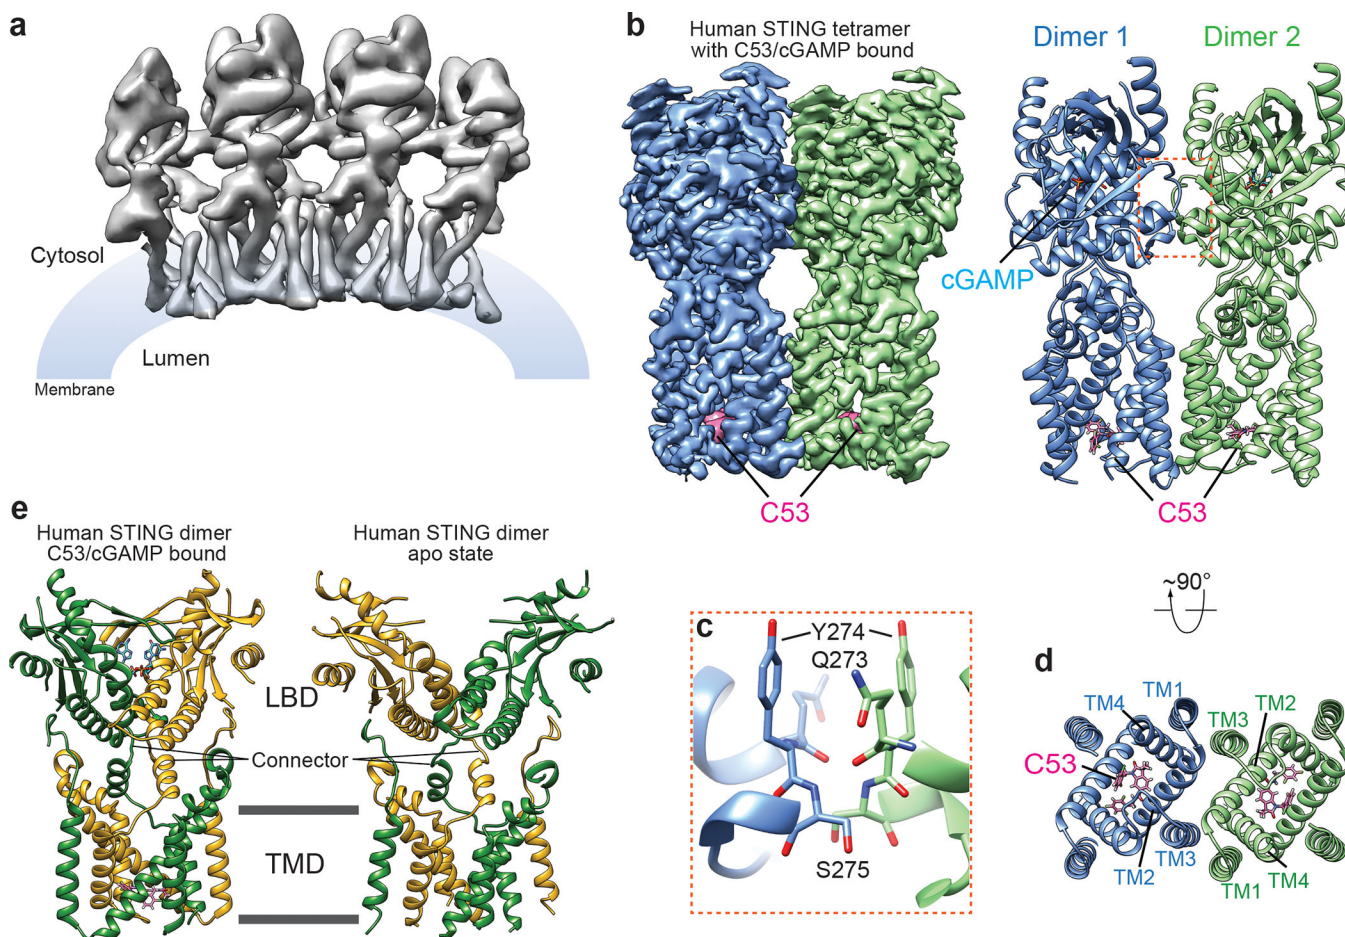 a
Cytosol
Lumen
Membrane
b
Human STING tetramer
with C53/cGAMP bound
Dimer 1
Dimer 2
cGAMP
C53
C53
e
Human STING dimer
C53/cGAMP bound
Human STING dimer
apo state
LBD
Connector
TMD
c
Y274
Q273
S275
~90°
d
TM4
TM1
TM2
TM3
C53
TM3
TM2
TM1
TM4